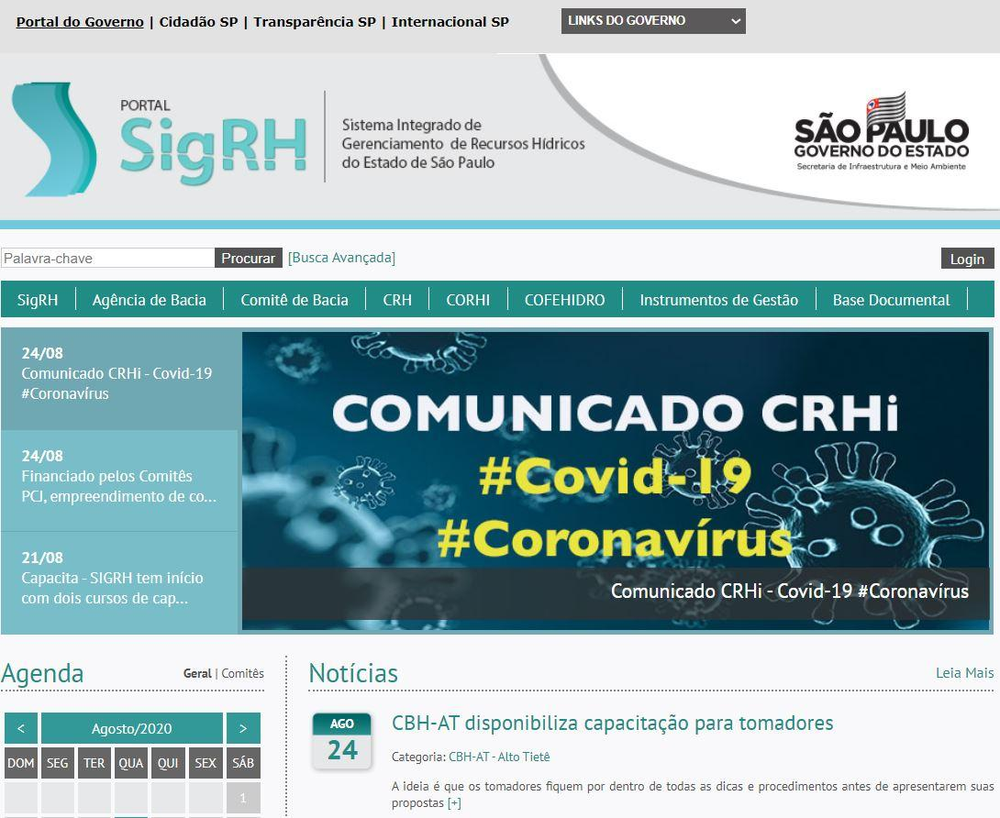 Portal do Governo | Cidadão SP | Transparência SP | Internacional SP
LINKS DO GOVERNO
PORTAL
SigRH
Sistema Integrado de
Gerenciamento de Recursos Hídricos
do Estado de São Paulo
SÃO PAULO
GOVERNO DO ESTADO
Secretaria de Infraestrutura e Meio Ambiente
Palavra-chave
Procurar
[Busca Avançada]
Login
SigRH
Agência de Bacia
Comitê de Bacia
CRH
CORHI
COFEHIDRO
Instrumentos de Gestão
Base Documental
24/08
Comunicado CRHi - Covid-19
#Coronavírus
24/08
Financiado pelos Comitês
PCJ, empreendimento de co...
21/08
Capacita - SIGRH tem início
com dois cursos de cap...
COMUNICADO CRHi
#Covid-19
#Coronavírus
Comunicado CRHi - Covid-19 #Coronavírus
Agenda
Geral | Comitês
< Agosto/2020 >
DOM SEG TER QUA QUI SEX SÁB
1
Notícias
Leia Mais
AGO
24
CBH-AT disponibiliza capacitação para tomadores
Categoria: CBH-AT - Alto Tietê
A ideia é que os tomadores fiquem por dentro de todas as dicas e procedimentos antes de apresentarem suas
propostas [+]